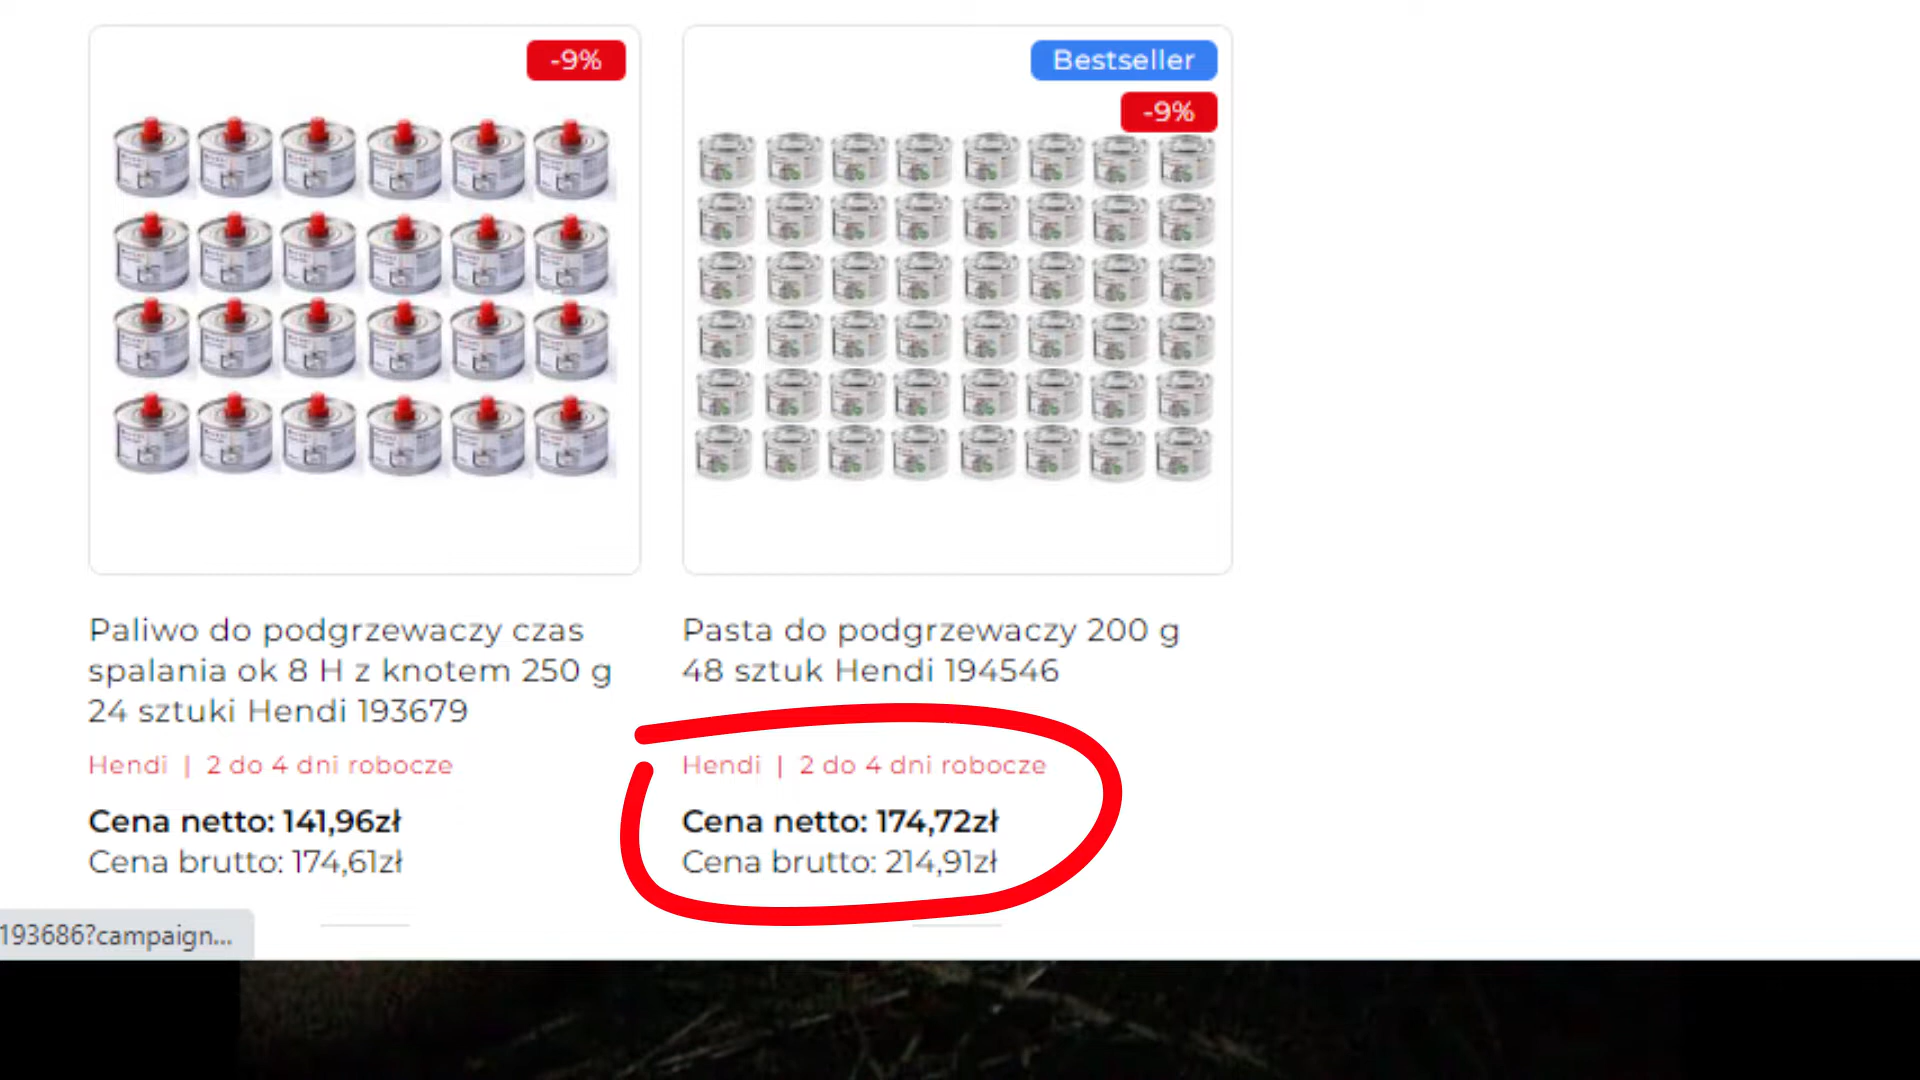 -9%
Bestseller
-9%
Paliwo do podgrzewaczy czas
spalania ok 8 H z knotem 250 g
24 sztuki Hendi 193679
Hendi | 2 do 4 dni robocze
Cena netto: 141,96zł
Cena brutto: 174,61zł
Pasta do podgrzewaczy 200 g
48 sztuk Hendi 194546
Hendi | 2 do 4 dni robocze
Cena netto: 174,72zł
Cena brutto: 214,91zł
193686?campaign...